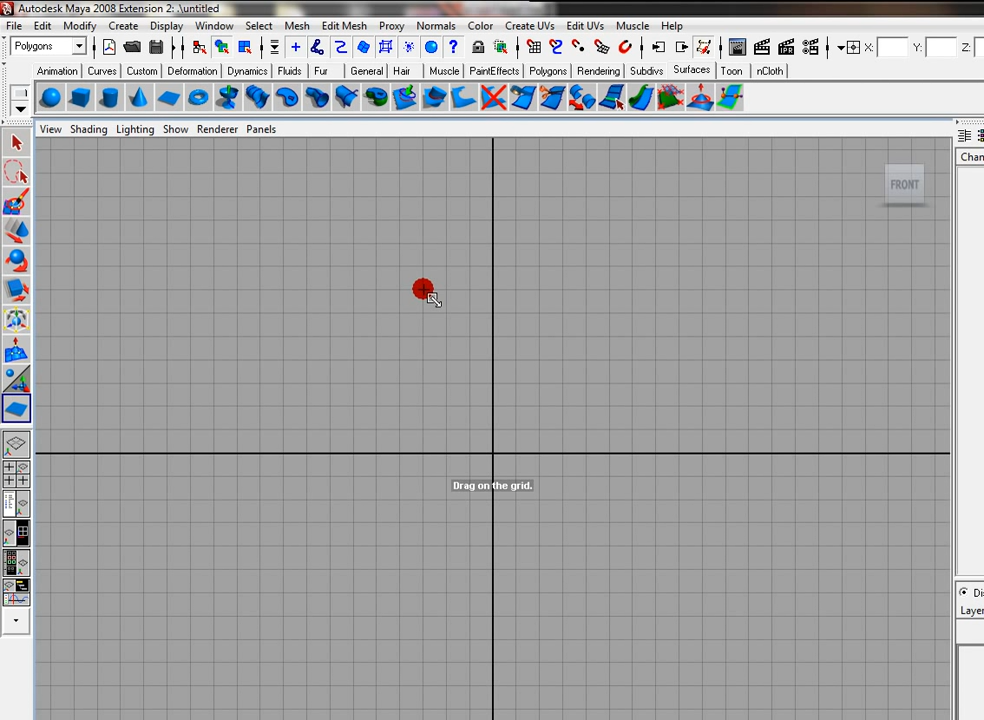 Autodesk Maya 2008 Extension 2: .\untitled
File Edit Modify Create Display Window Select Mesh Edit Mesh Proxy Normals Color Create UVs Edit UVs Muscle Help
Polygons X: Y: Z:
Animation Curves Custom Deformation Dynamics Fluids Fur General Hair Muscle PaintEffects Polygons Rendering Subdivs Surfaces Toon nCloth
View Shading Lighting Show Renderer Panels
Chan
FRONT
Drag on the grid.
Dis
Layer